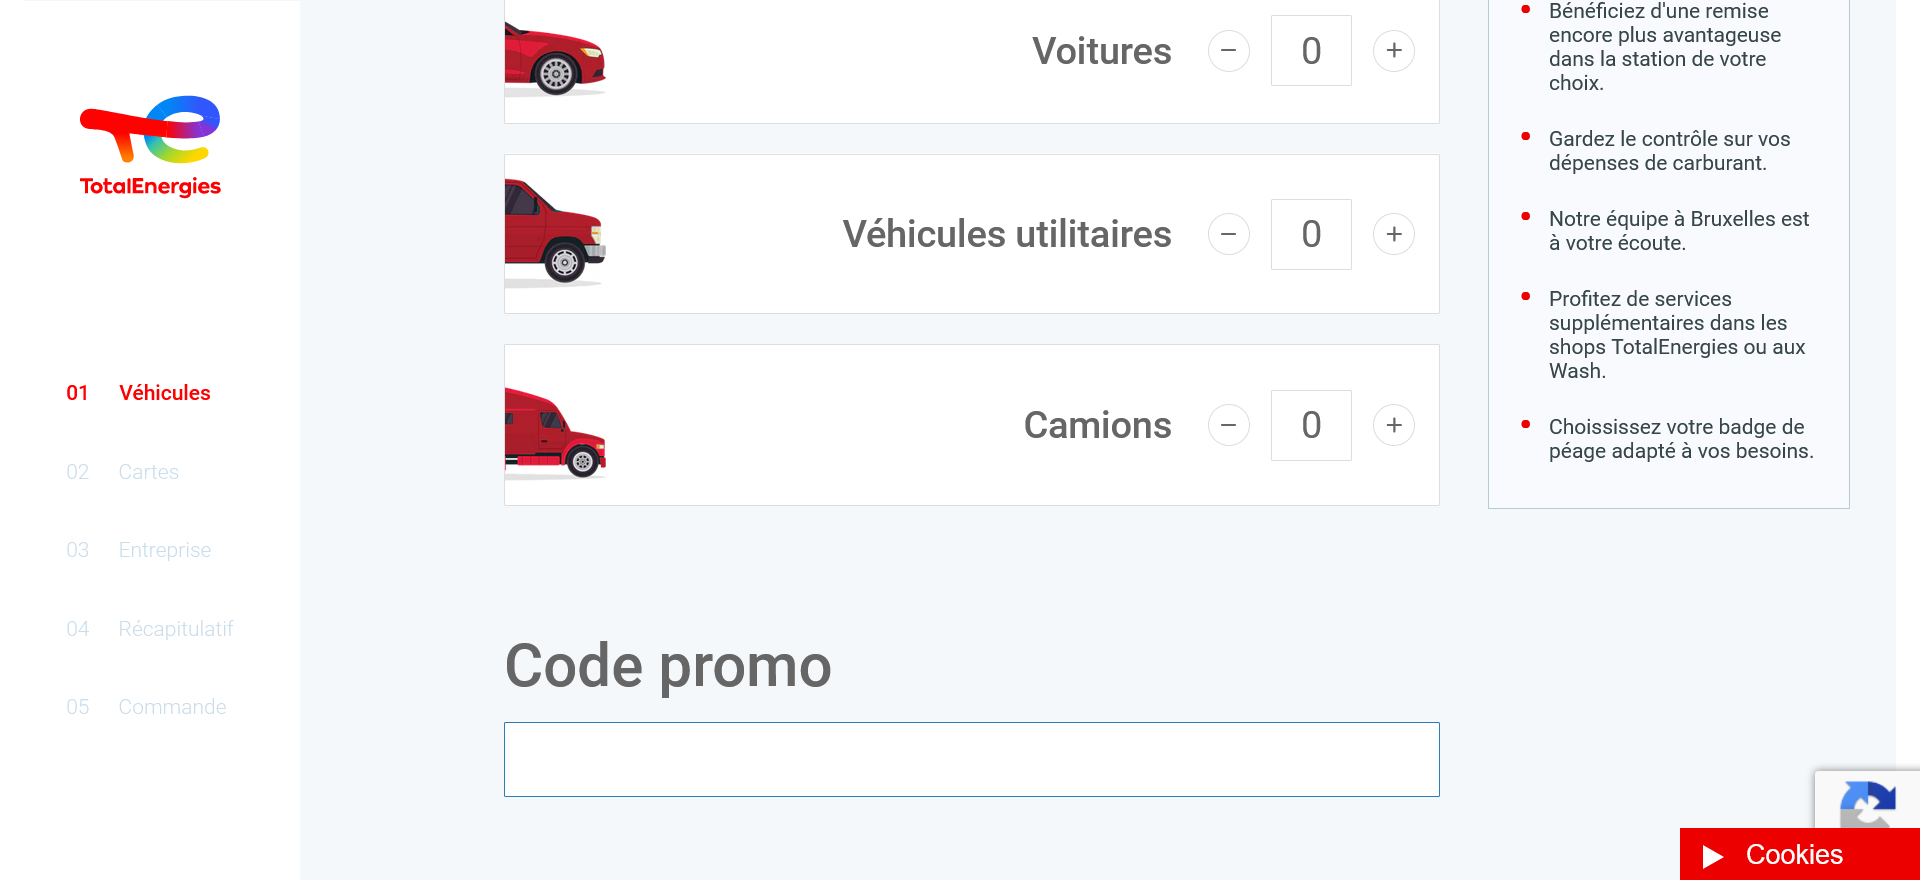 TotalEnergies
01 Véhicules
02 Cartes
03 Entreprise
04 Récapitulatif
05 Commande
Voitures
0
Véhicules utilitaires
0
Camions
0
Code promo
Bénéficiez d'une remise
encore plus avantageuse
dans la station de votre
choix.
Gardez le contrôle sur vos
dépenses de carburant.
Notre équipe à Bruxelles est
à votre écoute.
Profitez de services
supplémentaires dans les
shops TotalEnergies ou aux
Wash.
Choississez votre badge de
péage adapté à vos besoins.
Cookies